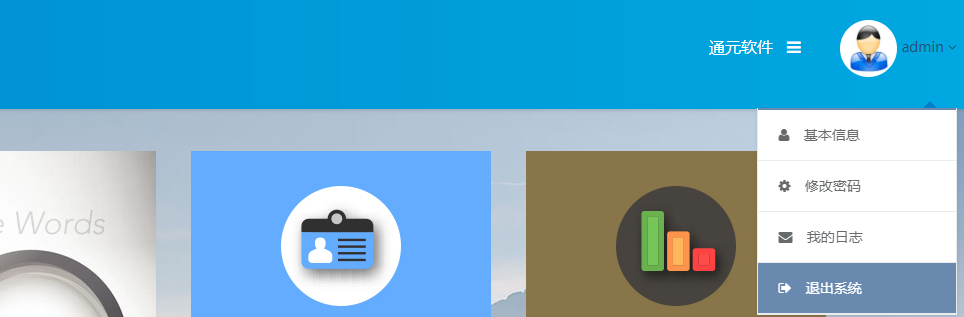 通元软件
admin
基本信息
修改密码
我的日志
退出系统
e Words